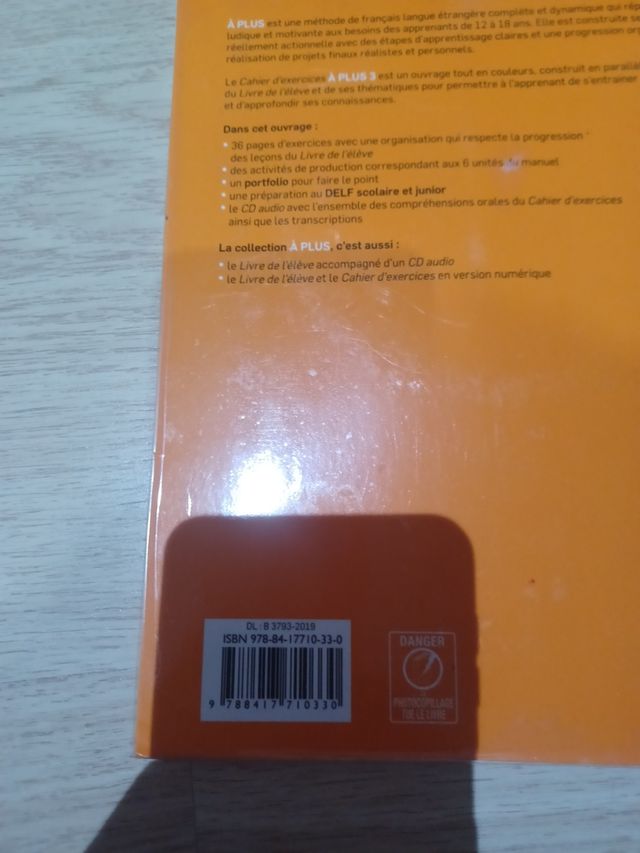 À PLUS est une méthode de français langue étrangère complète et dynamique qui
ludique et motivante aux besoins des apprenants de 12 à 18 ans. Elle est construite
réellement actionnelle avec des étapes d'apprentissage claires et une progression
réalisation de projets finaux réalistes et personnels.
Le Cahier d'exercices À PLUS 3 est un ouvrage tout en couleurs, construit en
du Livre de l'élève et de ses thématiques pour permettre à l'apprenant de s'entraîner
et d'approfondir ses connaissances.
Dans cet ouvrage :
• 36 pages d'exercices avec une organisation qui respecte la progression
des leçons du Livre de l'élève
• des activités de production correspondant aux 6 unités du manuel
• un portfolio pour faire le point
• une préparation au DELF scolaire et junior
• le CD audio avec l'ensemble des compréhensions orales du Cahier d'exercices
ainsi que les transcriptions
La collection À PLUS, c'est aussi :
• le Livre de l'élève accompagné d'un CD audio
• le Livre de l'élève et le Cahier d'exercices en version numérique
DL : B 3793-2019
ISBN 978-84-17710-33-0
9 788417 710330
DANGER
PHOTOCOPILLAGE
TUE LE LIVRE